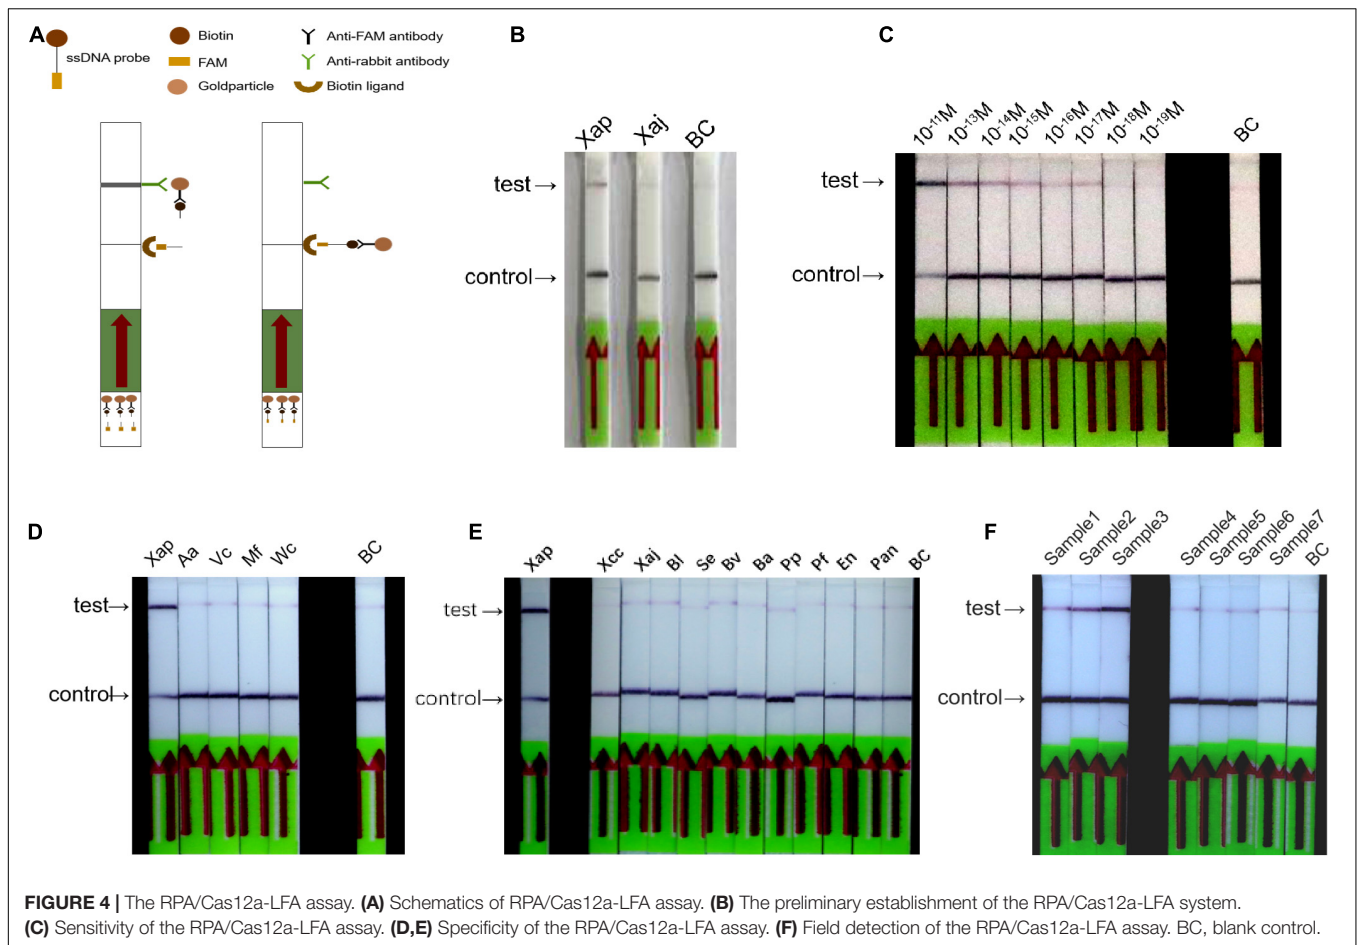 A
ssDNA probe
Biotin
FAM
Goldparticle
Anti-FAM antibody
Anti-rabbit antibody
Biotin ligand
B
Xap Xaj BC
test→
control→
C
10-11M 10-13M 10-14M 10-15M 10-16M 10-17M 10-18M 10-19M BC
test→
control→
D
Xap Aa Vc Mf Wc BC
test→
control→
E
Xap Xcc Xaj Bl Se Bv Ba Pp Pf En Pan BC
test→
control→
F
Sample1 Sample2 Sample3 Sample4 Sample5 Sample6 Sample7 BC
test→
control→
FIGURE 4 | The RPA/Cas12a-LFA assay. (A) Schematics of RPA/Cas12a-LFA assay. (B) The preliminary establishment of the RPA/Cas12a-LFA system.
(C) Sensitivity of the RPA/Cas12a-LFA assay. (D,E) Specificity of the RPA/Cas12a-LFA assay. (F) Field detection of the RPA/Cas12a-LFA assay. BC, blank control.